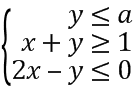 y ≤ a
x + y ≥ 1
2x − y ≤ 0